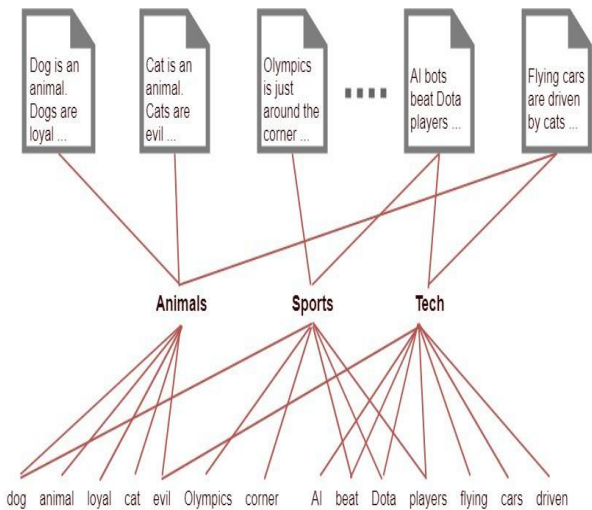 Dog is an
animal.
Dogs are
loyal ...
Cat is an
animal.
Cats are
evil ...
Olympics
is just
around the
corner ...
AI bots
beat Dota
players ...
Flying cars
are driven
by cats ...
Animals Sports Tech
dog animal loyal cat evil Olympics corner AI beat Dota players flying cars driven